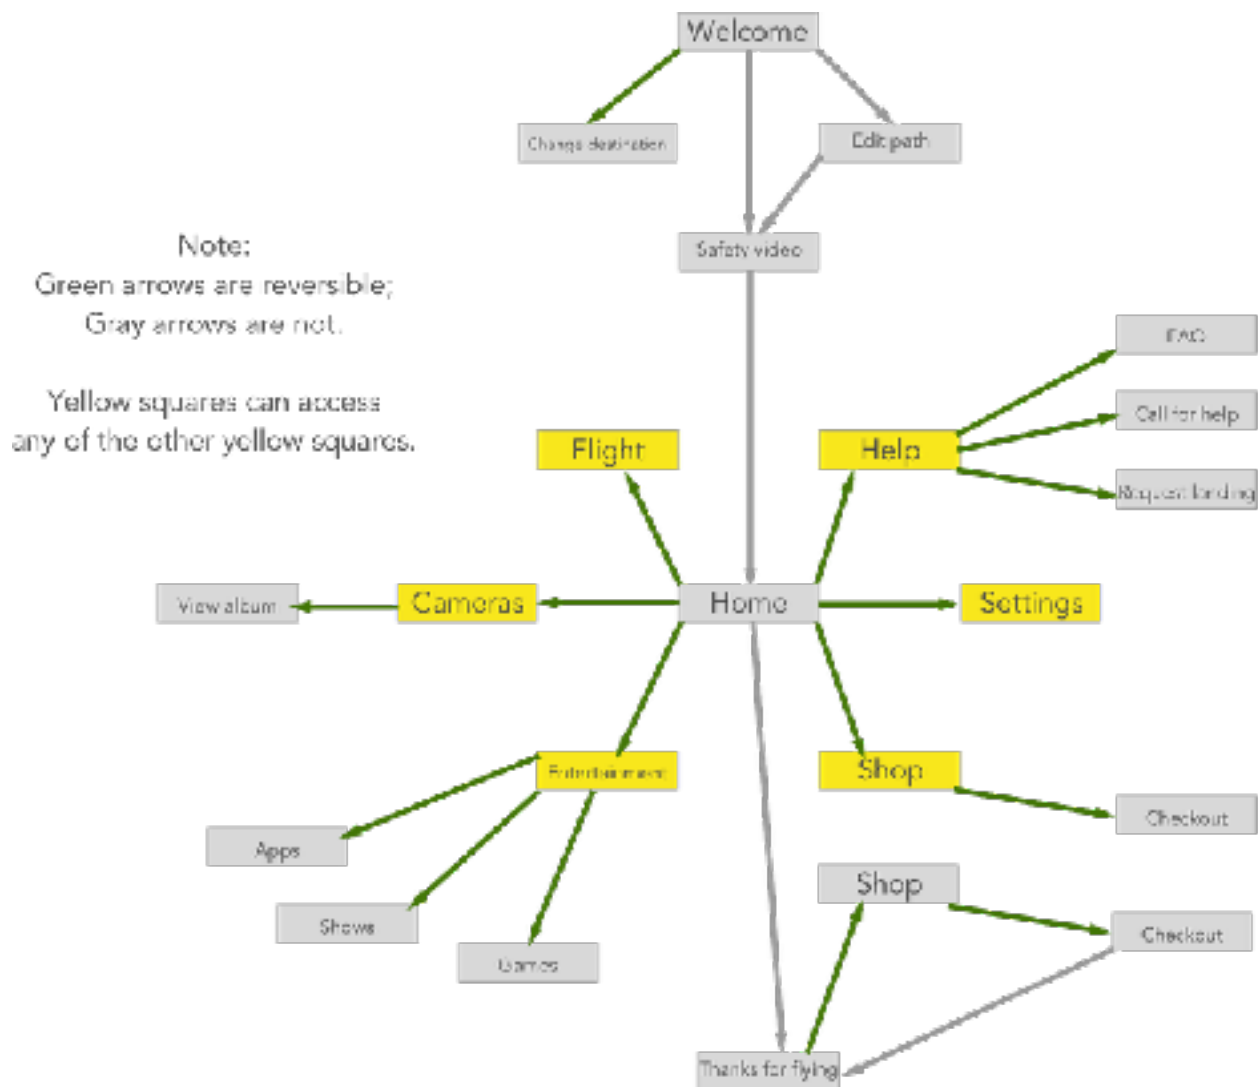 Welcome
Change destination
Edit path
Safety video
Note:
Green arrows are reversible;
Gray arrows are not.
Yellow squares can access
any of the other yellow squares.
FAQ
Call for help
Flight
Help
Request landing
View album
Cameras
Home
Settings
Entertainment
Shop
Checkout
Apps
Shop
Shows
Checkout
Games
Thanks for flying